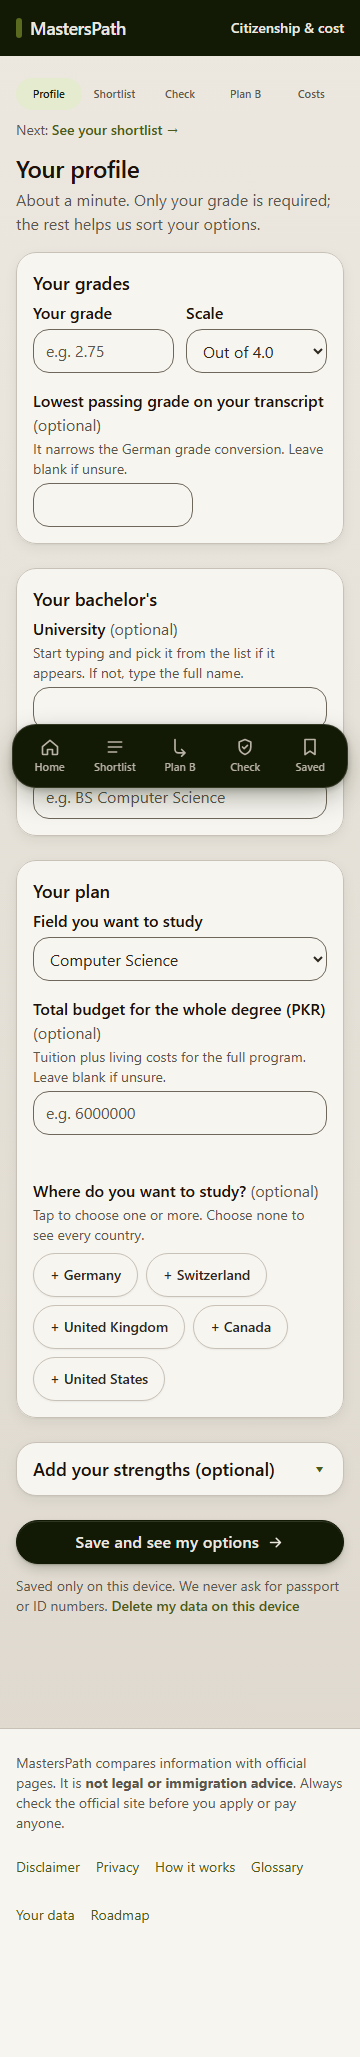 MastersPath
Citizenship & cost
Profile Shortlist Check Plan B Costs
Next: See your shortlist →
Your profile
About a minute. Only your grade is required;
the rest helps us sort your options.
Your grades
Your grade Scale
e.g. 2.75 Out of 4.0
Lowest passing grade on your transcript
(optional)
It narrows the German grade conversion. Leave
blank if unsure.
Your bachelor's
University (optional)
Start typing and pick it from the list if it
appears. If not, type the full name.
Home Shortlist Plan B Check Saved
e.g. BS Computer Science
Your plan
Field you want to study
Computer Science
Total budget for the whole degree (PKR)
(optional)
Tuition plus living costs for the full program.
Leave blank if unsure.
e.g. 6000000
Where do you want to study? (optional)
Tap to choose one or more. Choose none to
see every country.
+ Germany + Switzerland
+ United Kingdom + Canada
+ United States
Add your strengths (optional)
Save and see my options →
Saved only on this device. We never ask for passport
or ID numbers. Delete my data on this device
MastersPath compares information with official
pages. It is not legal or immigration advice. Always
check the official site before you apply or pay
anyone.
Disclaimer Privacy How it works Glossary
Your data Roadmap